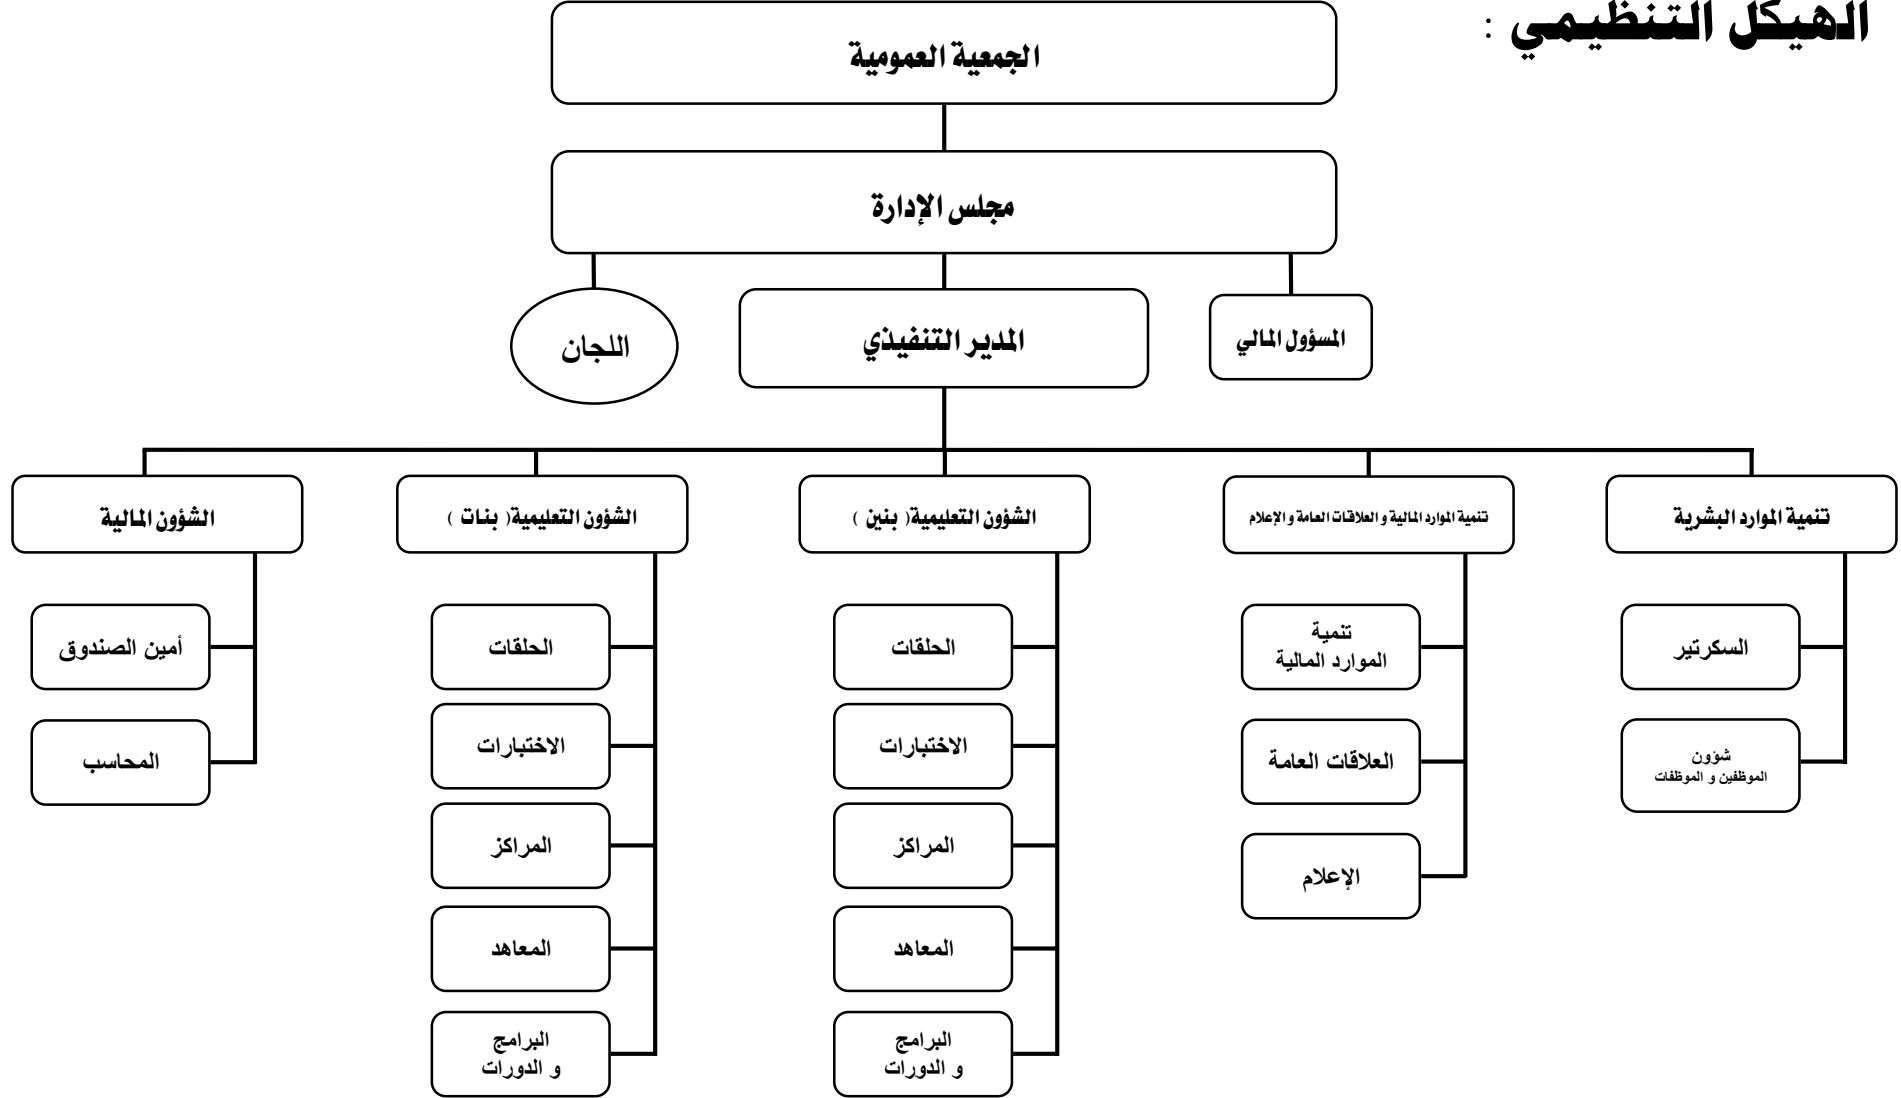 الهيكل التنظيمي :
الجمعية العمومية
مجلس الإدارة
المسؤول المالي
المدير التنفيذي
اللجان
تنمية الموارد البشرية
تنمية الموارد المالية و العلاقات العامة و الإعلام
الشؤون التعليمية( بنين )
الشؤون التعليمية( بنات )
الشؤون المالية
السكرتير
شؤون
الموظفين و الموظفات
تنمية
الموارد المالية
العلاقات العامة
الإعلام
الحلقات
الاختبارات
المراكز
المعاهد
البرامج
و الدورات
الحلقات
الاختبارات
المراكز
المعاهد
البرامج
و الدورات
أمين الصندوق
المحاسب